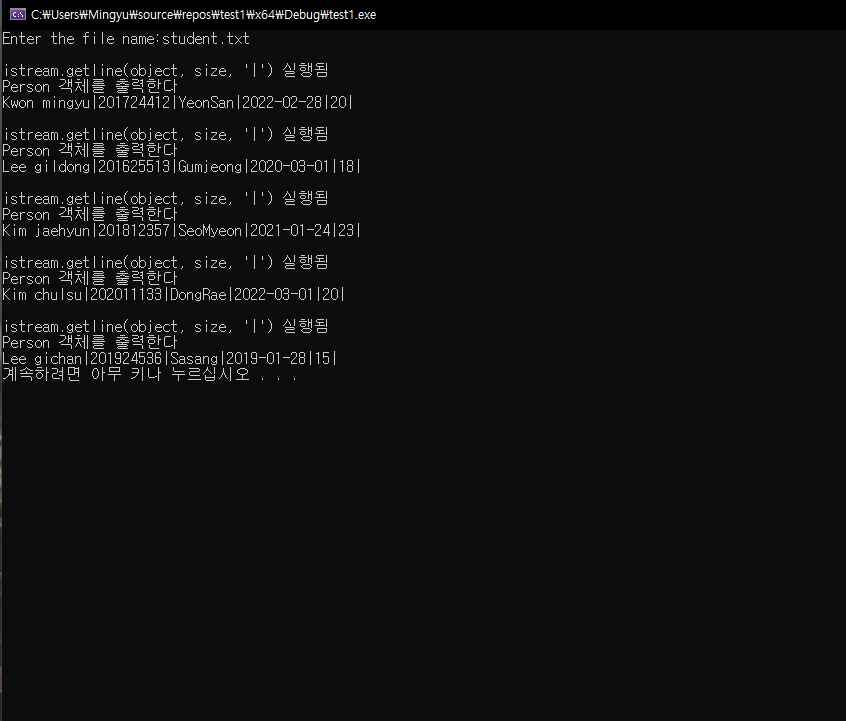 C:₩Users₩Mingyu₩source₩repos₩test1₩x64₩Debug₩test1.exe
Enter the file name:student.txt
istream.getline(object, size, '|') 실행됨
Person 객체를 출력한다
Kwon mingyu|201724412|YeonSan|2022-02-28|20|
istream.getline(object, size, '|') 실행됨
Person 객체를 출력한다
Lee gildong|201625513|Gumjeong|2020-03-01|18|
istream.getline(object, size, '|') 실행됨
Person 객체를 출력한다
Kim jaehyun|201812357|SeoMyeon|2021-01-24|23|
istream.getline(object, size, '|') 실행됨
Person 객체를 출력한다
Kim chulsu|202011133|DongRae|2022-03-01|20|
istream.getline(object, size, '|') 실행됨
Person 객체를 출력한다
Lee gichan|201924536|Sasang|2019-01-28|15|
계속하려면 아무 키나 누르십시오 . . .